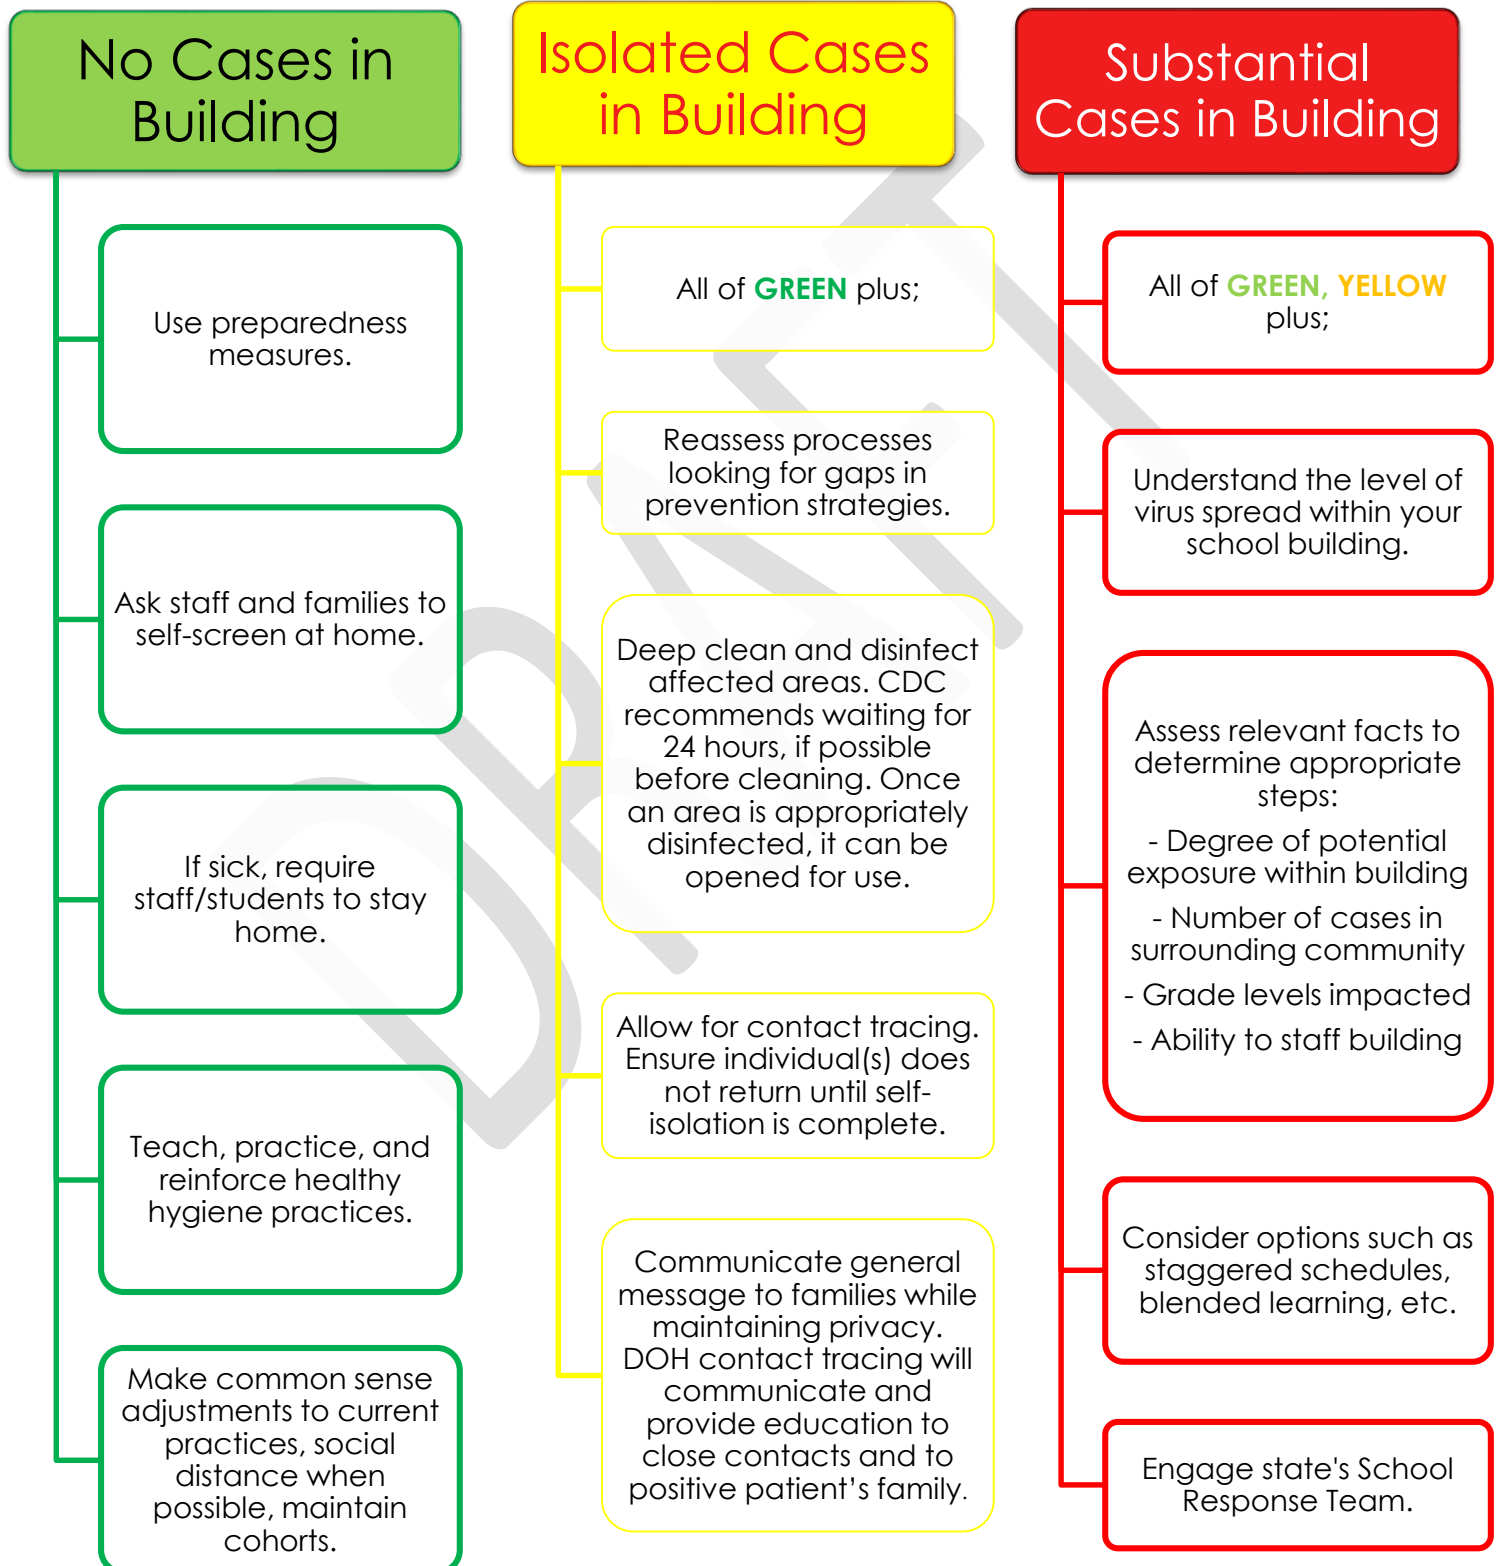 No Cases in
Building
Use preparedness
measures.
Ask staff and families to
self-screen at home.
If sick, require
staff/students to stay
home.
Teach, practice, and
reinforce healthy
hygiene practices.
Make common sense
adjustments to current
practices, social
distance when
possible, maintain
cohorts.
Isolated Cases
in Building
All of GREEN plus;
Reassess processes
looking for gaps in
prevention strategies.
Deep clean and disinfect
affected areas. CDC
recommends waiting for
24 hours, if possible
before cleaning. Once
an area is appropriately
disinfected, it can be
opened for use.
Allow for contact tracing.
Ensure individual(s) does
not return until self-
isolation is complete.
Communicate general
message to families while
maintaining privacy.
DOH contact tracing will
communicate and
provide education to
close contacts and to
positive patient’s family.
Substantial
Cases in Building
All of GREEN, YELLOW
plus;
Understand the level of
virus spread within your
school building.
Assess relevant facts to
determine appropriate
steps:
- Degree of potential
exposure within building
- Number of cases in
surrounding community
- Grade levels impacted
- Ability to staff building
Consider options such as
staggered schedules,
blended learning, etc.
Engage state's School
Response Team.
DRAFT